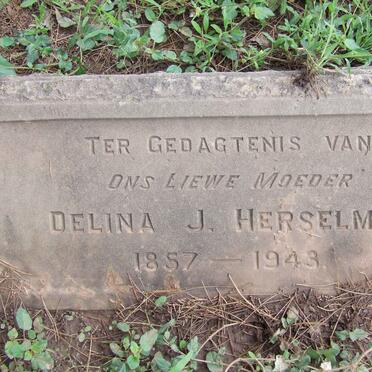 TER GEDAGTENIS VAN
ONS LIEWE MOEDER
DELINA J. HERSELM
1857 – 1943